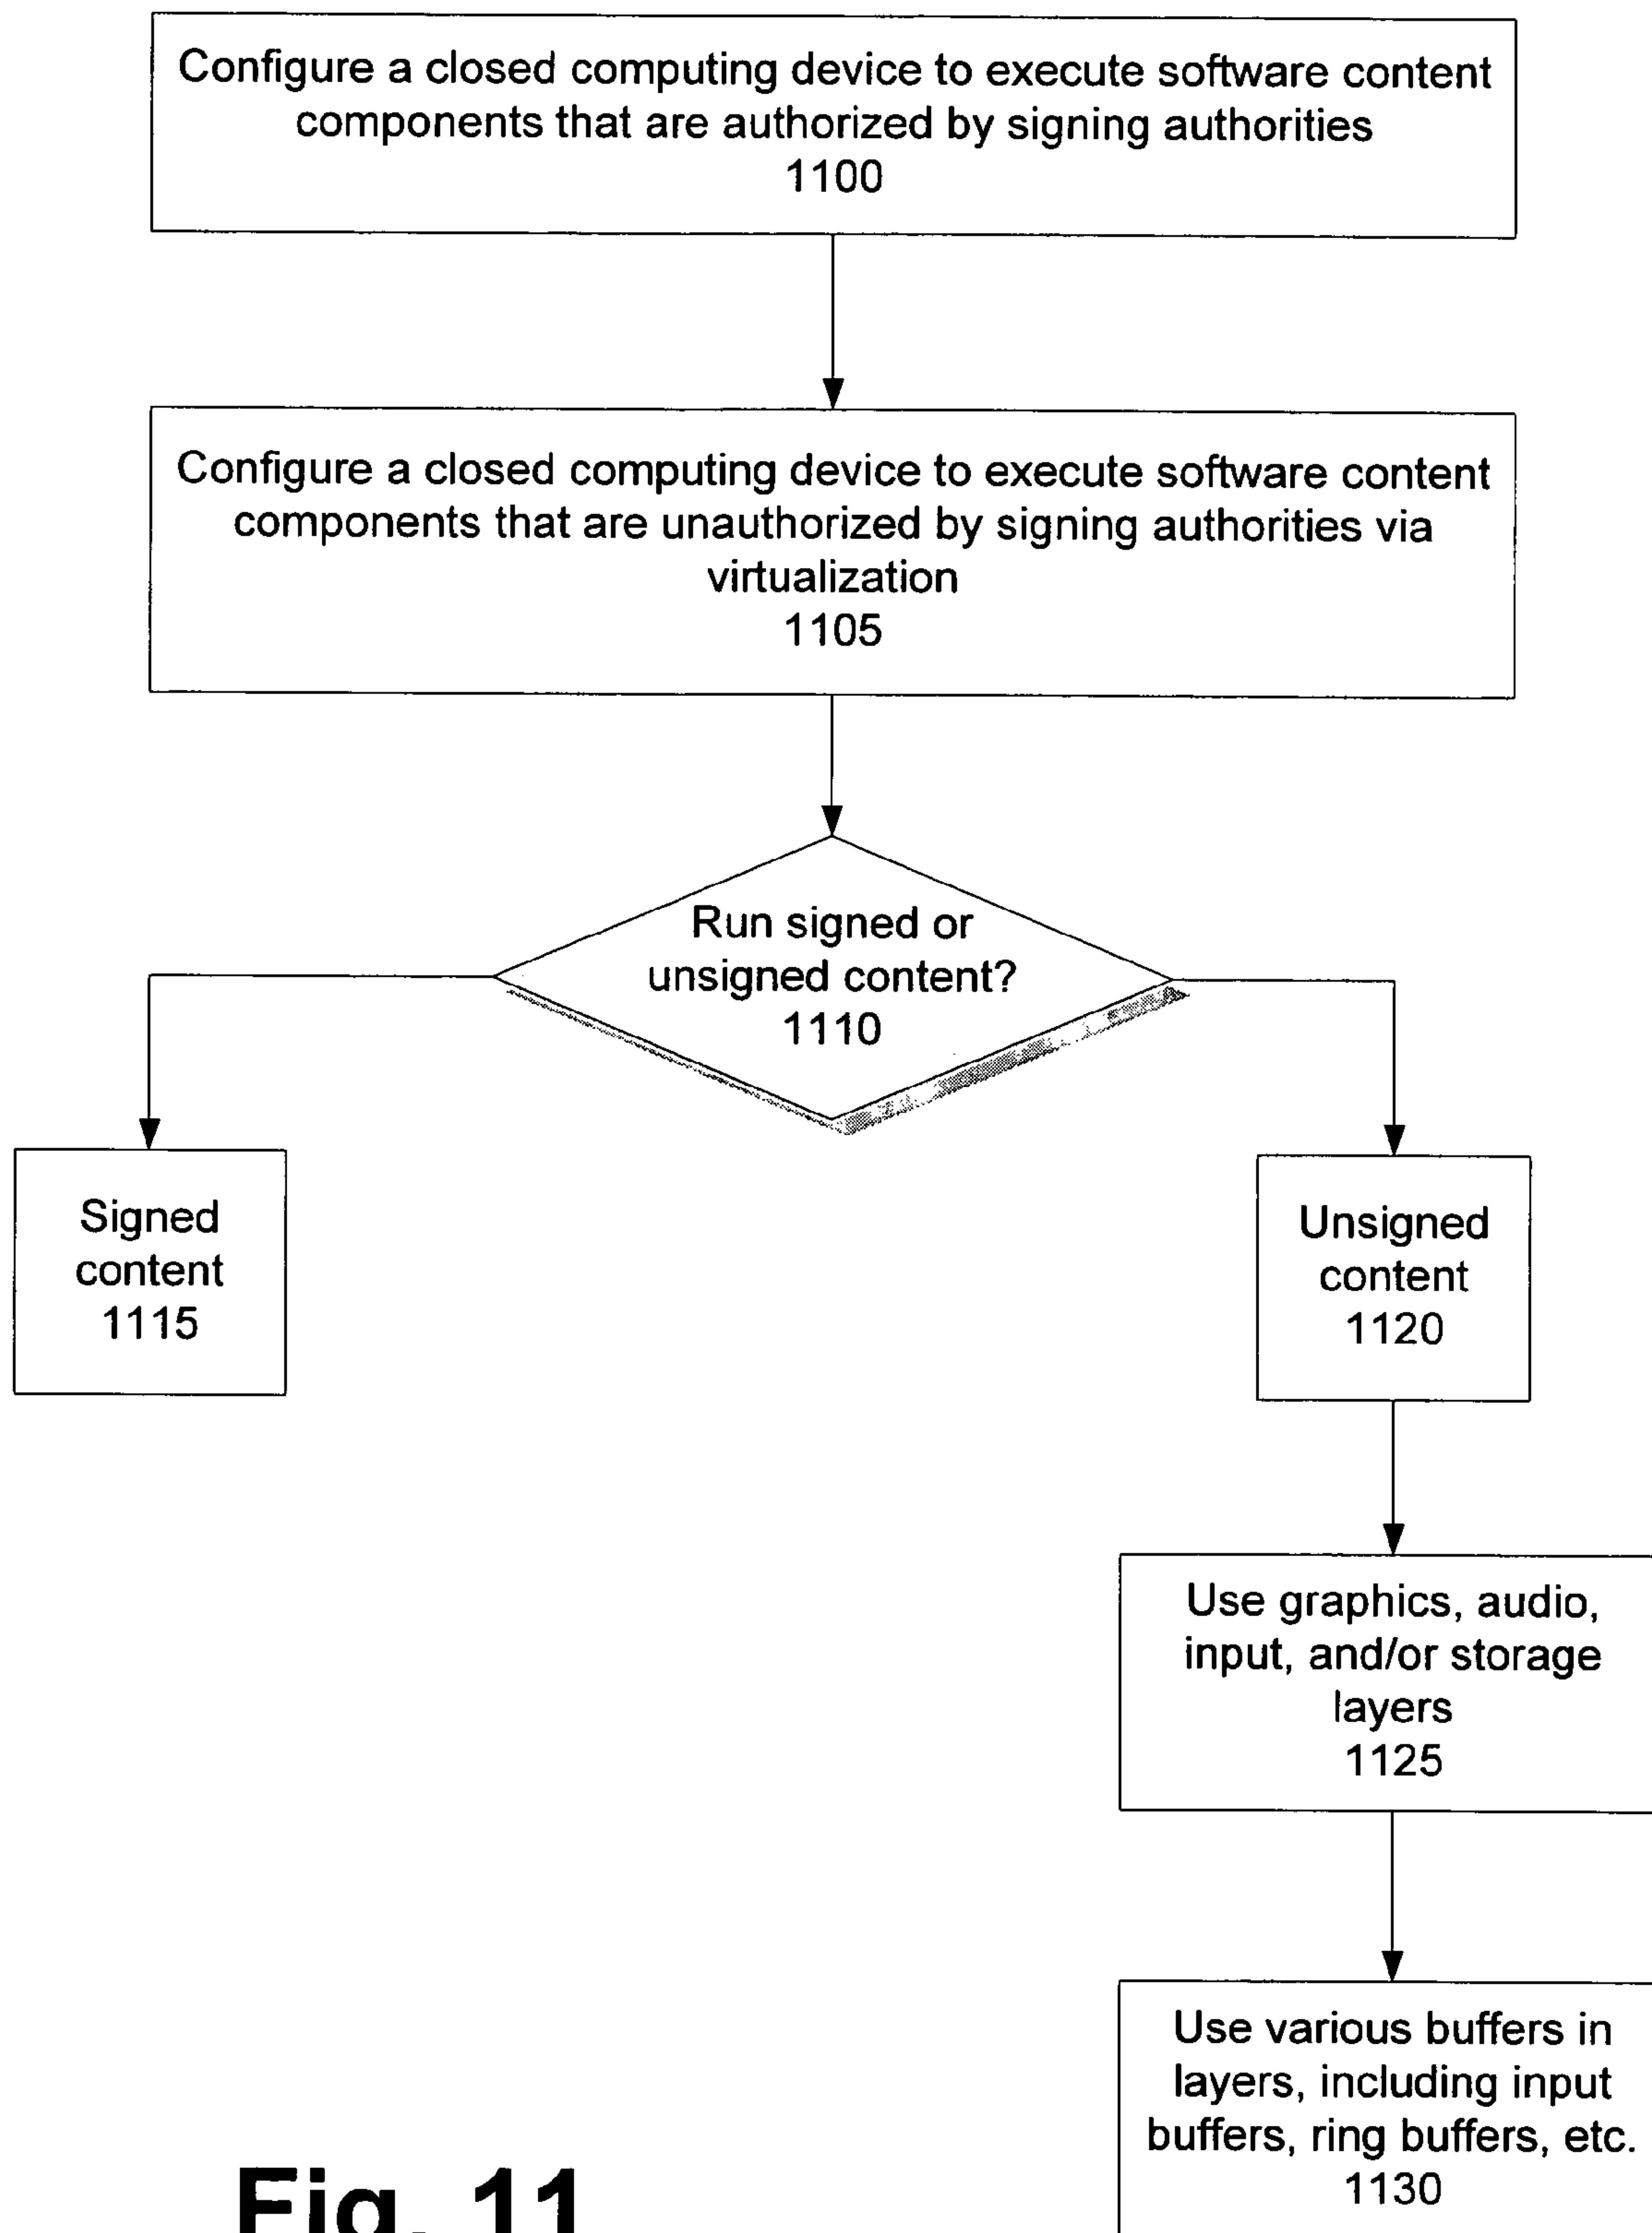 Configure a closed computing device to execute software content
components that are authorized by signing authorities
1100
Configure a closed computing device to execute software content
components that are unauthorized by signing authorities via
virtualization
1105
Run signed or
unsigned content?
1110
Signed
content
1115
Unsigned
content
1120
Use graphics, audio,
input, and/or storage
layers
1125
Use various buffers in
layers, including input
buffers, ring buffers, etc.
1130
Fig. 11